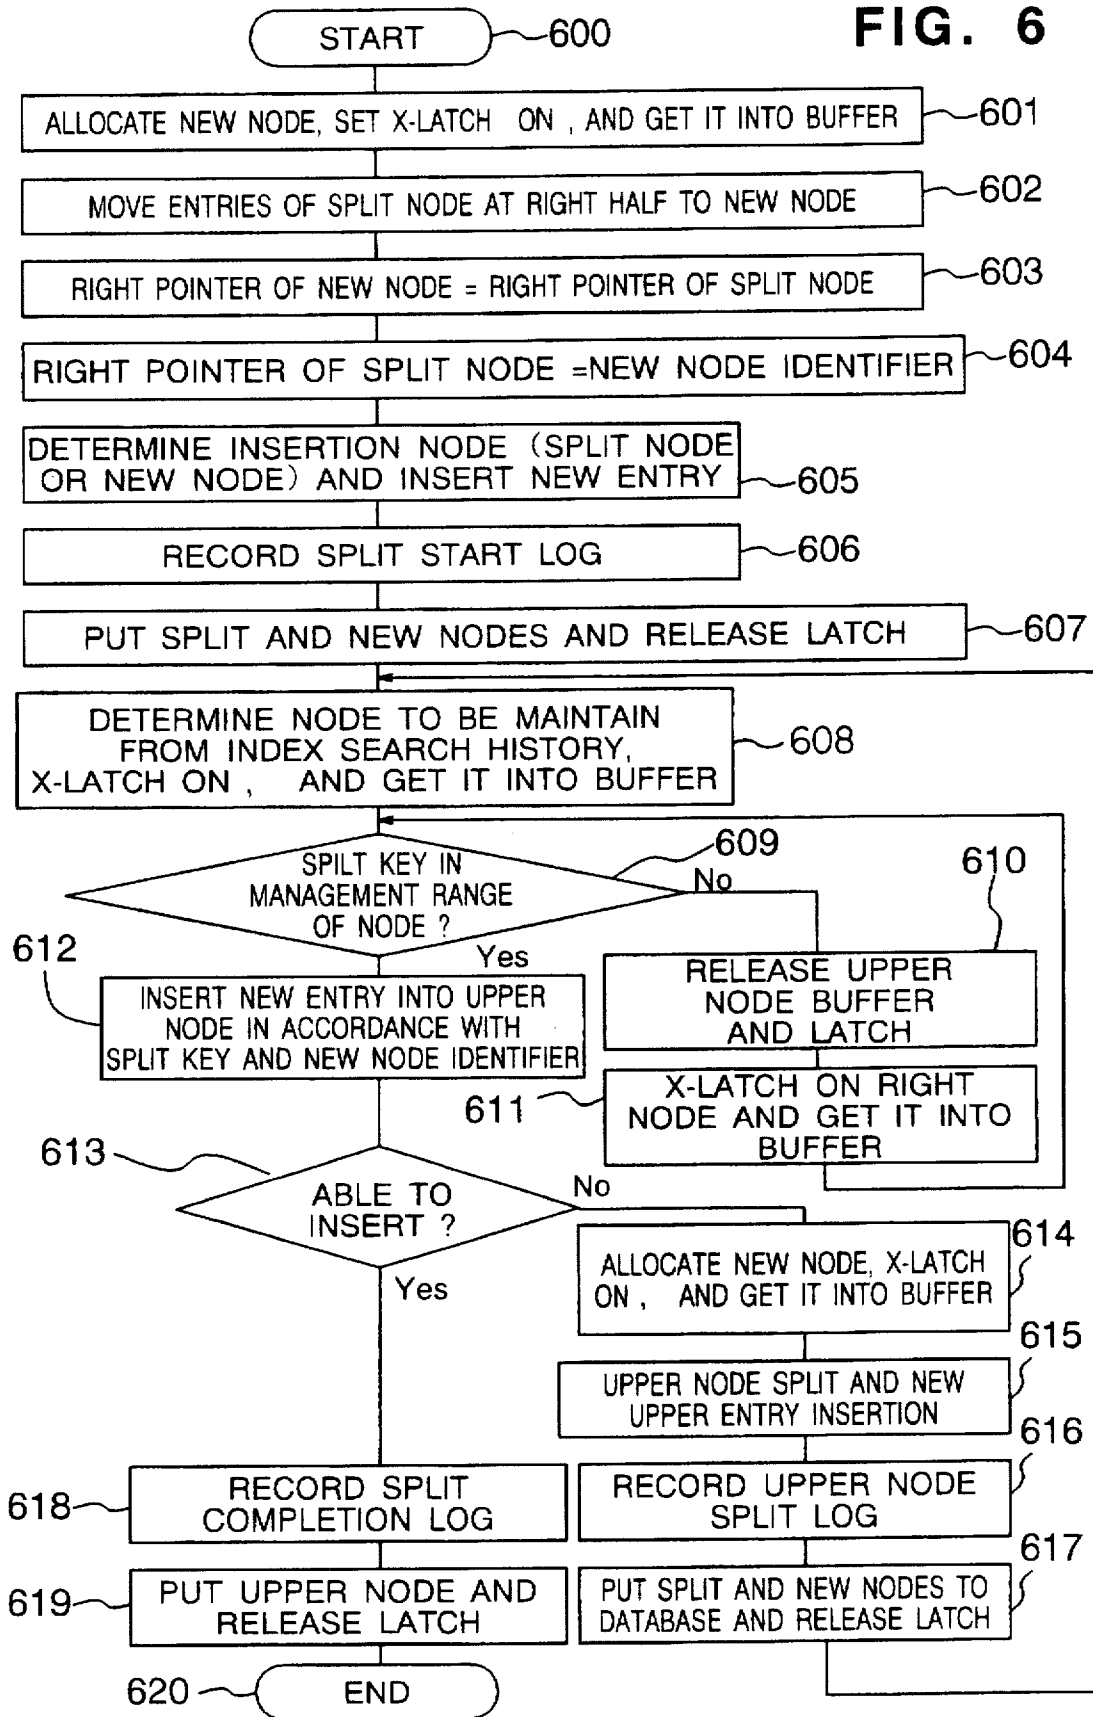 FIG. 6
START
600
ALLOCATE NEW NODE, SET X-LATCH ON , AND GET IT INTO BUFFER
601
MOVE ENTRIES OF SPLIT NODE AT RIGHT HALF TO NEW NODE
602
RIGHT POINTER OF NEW NODE = RIGHT POINTER OF SPLIT NODE
603
RIGHT POINTER OF SPLIT NODE =NEW NODE IDENTIFIER
604
DETERMINE INSERTION NODE (SPLIT NODE
OR NEW NODE) AND INSERT NEW ENTRY
605
RECORD SPLIT START LOG
606
PUT SPLIT AND NEW NODES AND RELEASE LATCH
607
DETERMINE NODE TO BE MAINTAIN
FROM INDEX SEARCH HISTORY,
X-LATCH ON , AND GET IT INTO BUFFER
608
SPILT KEY IN
MANAGEMENT RANGE
OF NODE ?
609
No
Yes
610
RELEASE UPPER
NODE BUFFER
AND LATCH
611
X-LATCH ON RIGHT
NODE AND GET IT INTO
BUFFER
612
INSERT NEW ENTRY INTO UPPER
NODE IN ACCORDANCE WITH
SPLIT KEY AND NEW NODE IDENTIFIER
613
ABLE TO
INSERT ?
No
Yes
614
ALLOCATE NEW NODE, X-LATCH
ON , AND GET IT INTO BUFFER
615
UPPER NODE SPLIT AND NEW
UPPER ENTRY INSERTION
616
RECORD UPPER NODE
SPLIT LOG
617
PUT SPLIT AND NEW NODES TO
DATABASE AND RELEASE LATCH
618
RECORD SPLIT
COMPLETION LOG
619
PUT UPPER NODE AND
RELEASE LATCH
620
END